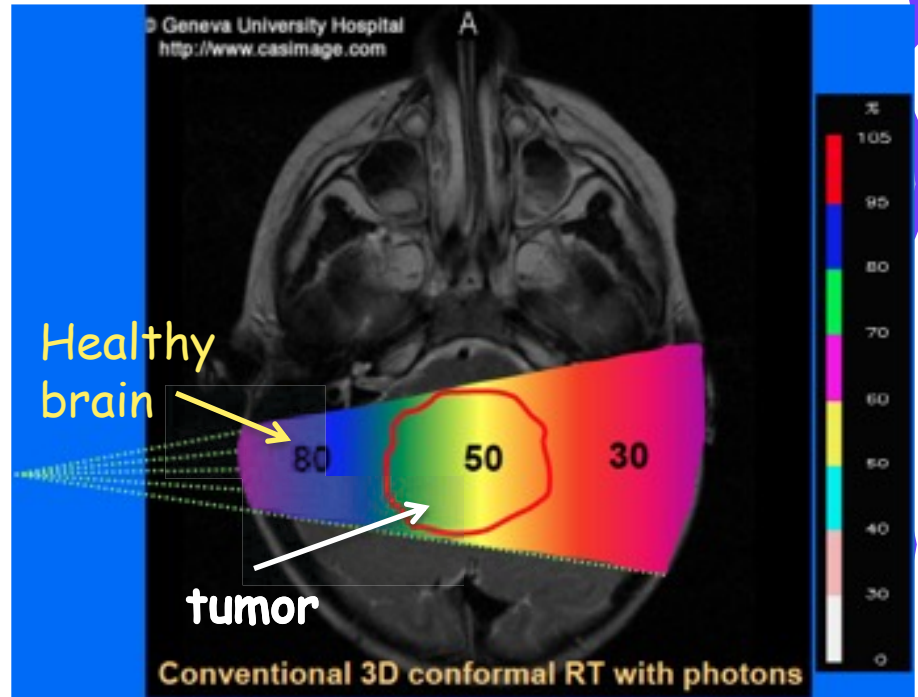 © Geneva University Hospital
http://www.casimage.com
A
%
105
95
80
70
60
50
40
30
0
Healthy
brain
80
50
30
tumor
Conventional 3D conformal RT with photons